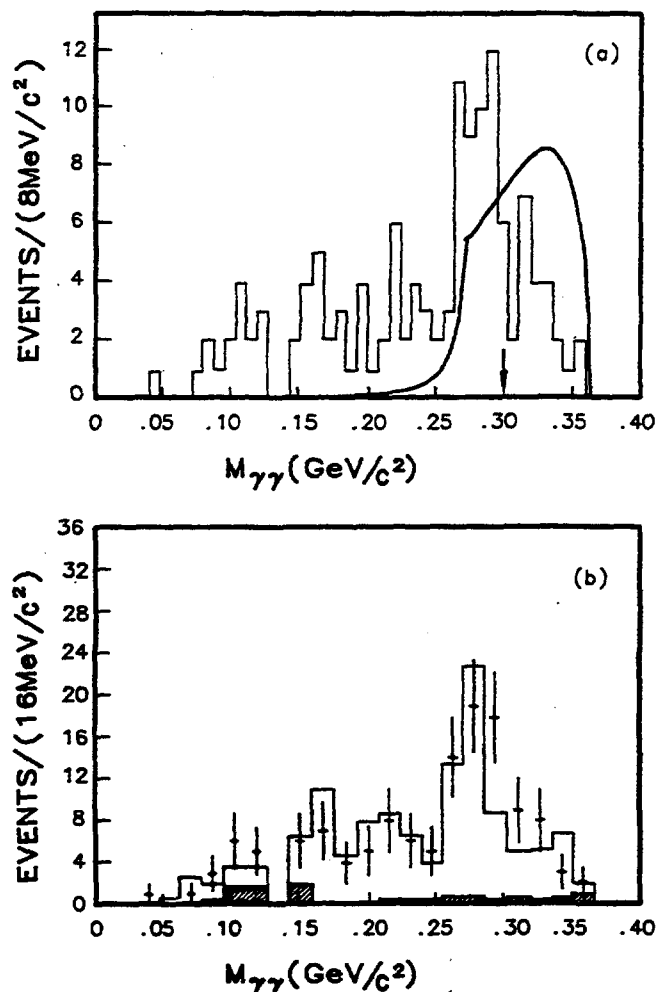 (a)
EVENTS/(8MeV/c²)
12
10
8
6
4
2
0
0 .05 .10 .15 .20 .25 .30 .35 .40
Mγγ(GeV/c²)
(b)
EVENTS/(16MeV/c²)
36
32
28
24
20
16
12
8
4
0
0 .05 .10 .15 .20 .25 .30 .35 .40
Mγγ(GeV/c²)